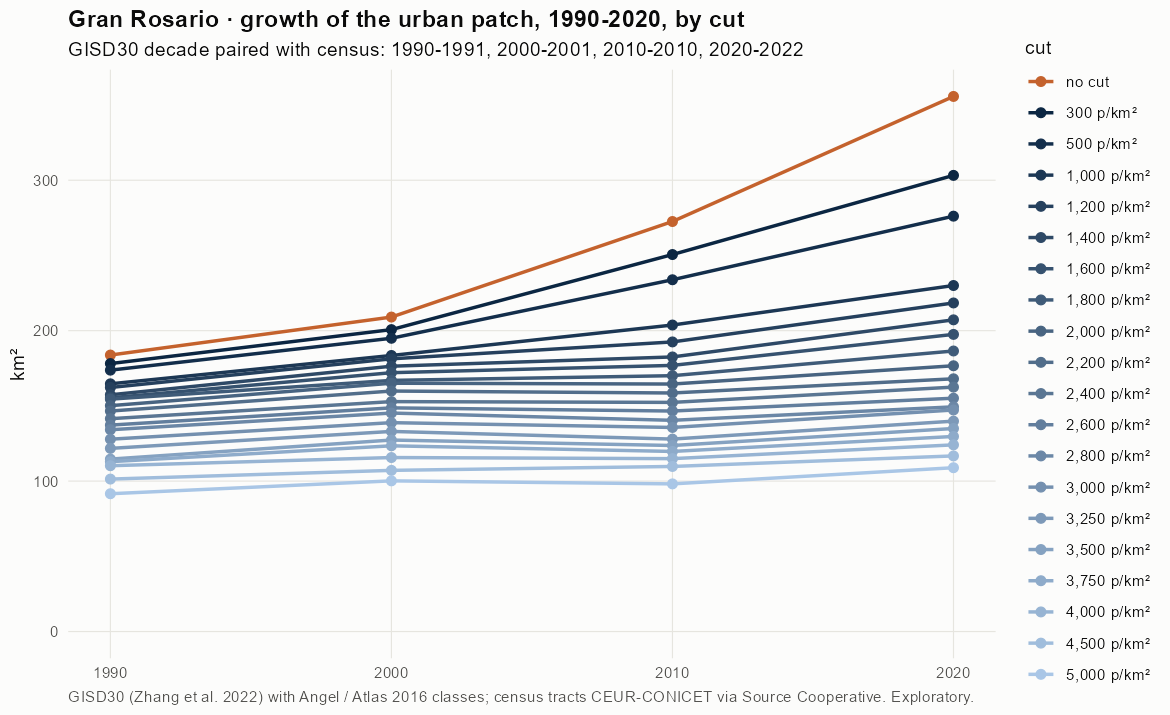 Gran Rosario · growth of the urban patch, 1990-2020, by cut
GISD30 decade paired with census: 1990-1991, 2000-2001, 2010-2010, 2020-2022
km²
300
200
100
0
1990
2000
2010
2020
cut
no cut
300 p/km²
500 p/km²
1,000 p/km²
1,200 p/km²
1,400 p/km²
1,600 p/km²
1,800 p/km²
2,000 p/km²
2,200 p/km²
2,400 p/km²
2,600 p/km²
2,800 p/km²
3,000 p/km²
3,250 p/km²
3,500 p/km²
3,750 p/km²
4,000 p/km²
4,500 p/km²
5,000 p/km²
GISD30 (Zhang et al. 2022) with Angel / Atlas 2016 classes; census tracts CEUR-CONICET via Source Cooperative. Exploratory.